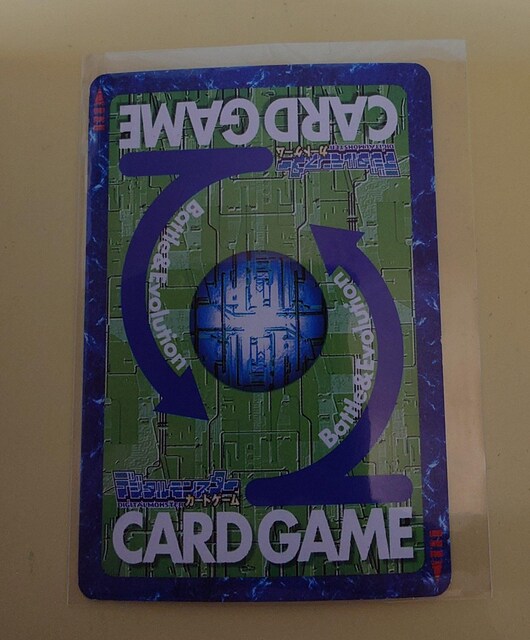 CARD GAME
デジタルモンスター
DIGITALMONSTER
カードゲーム
Battle&Evolution
Battle&Evolution
デジタルモンスター
DIGITALMONSTER
カードゲーム
CARD GAME